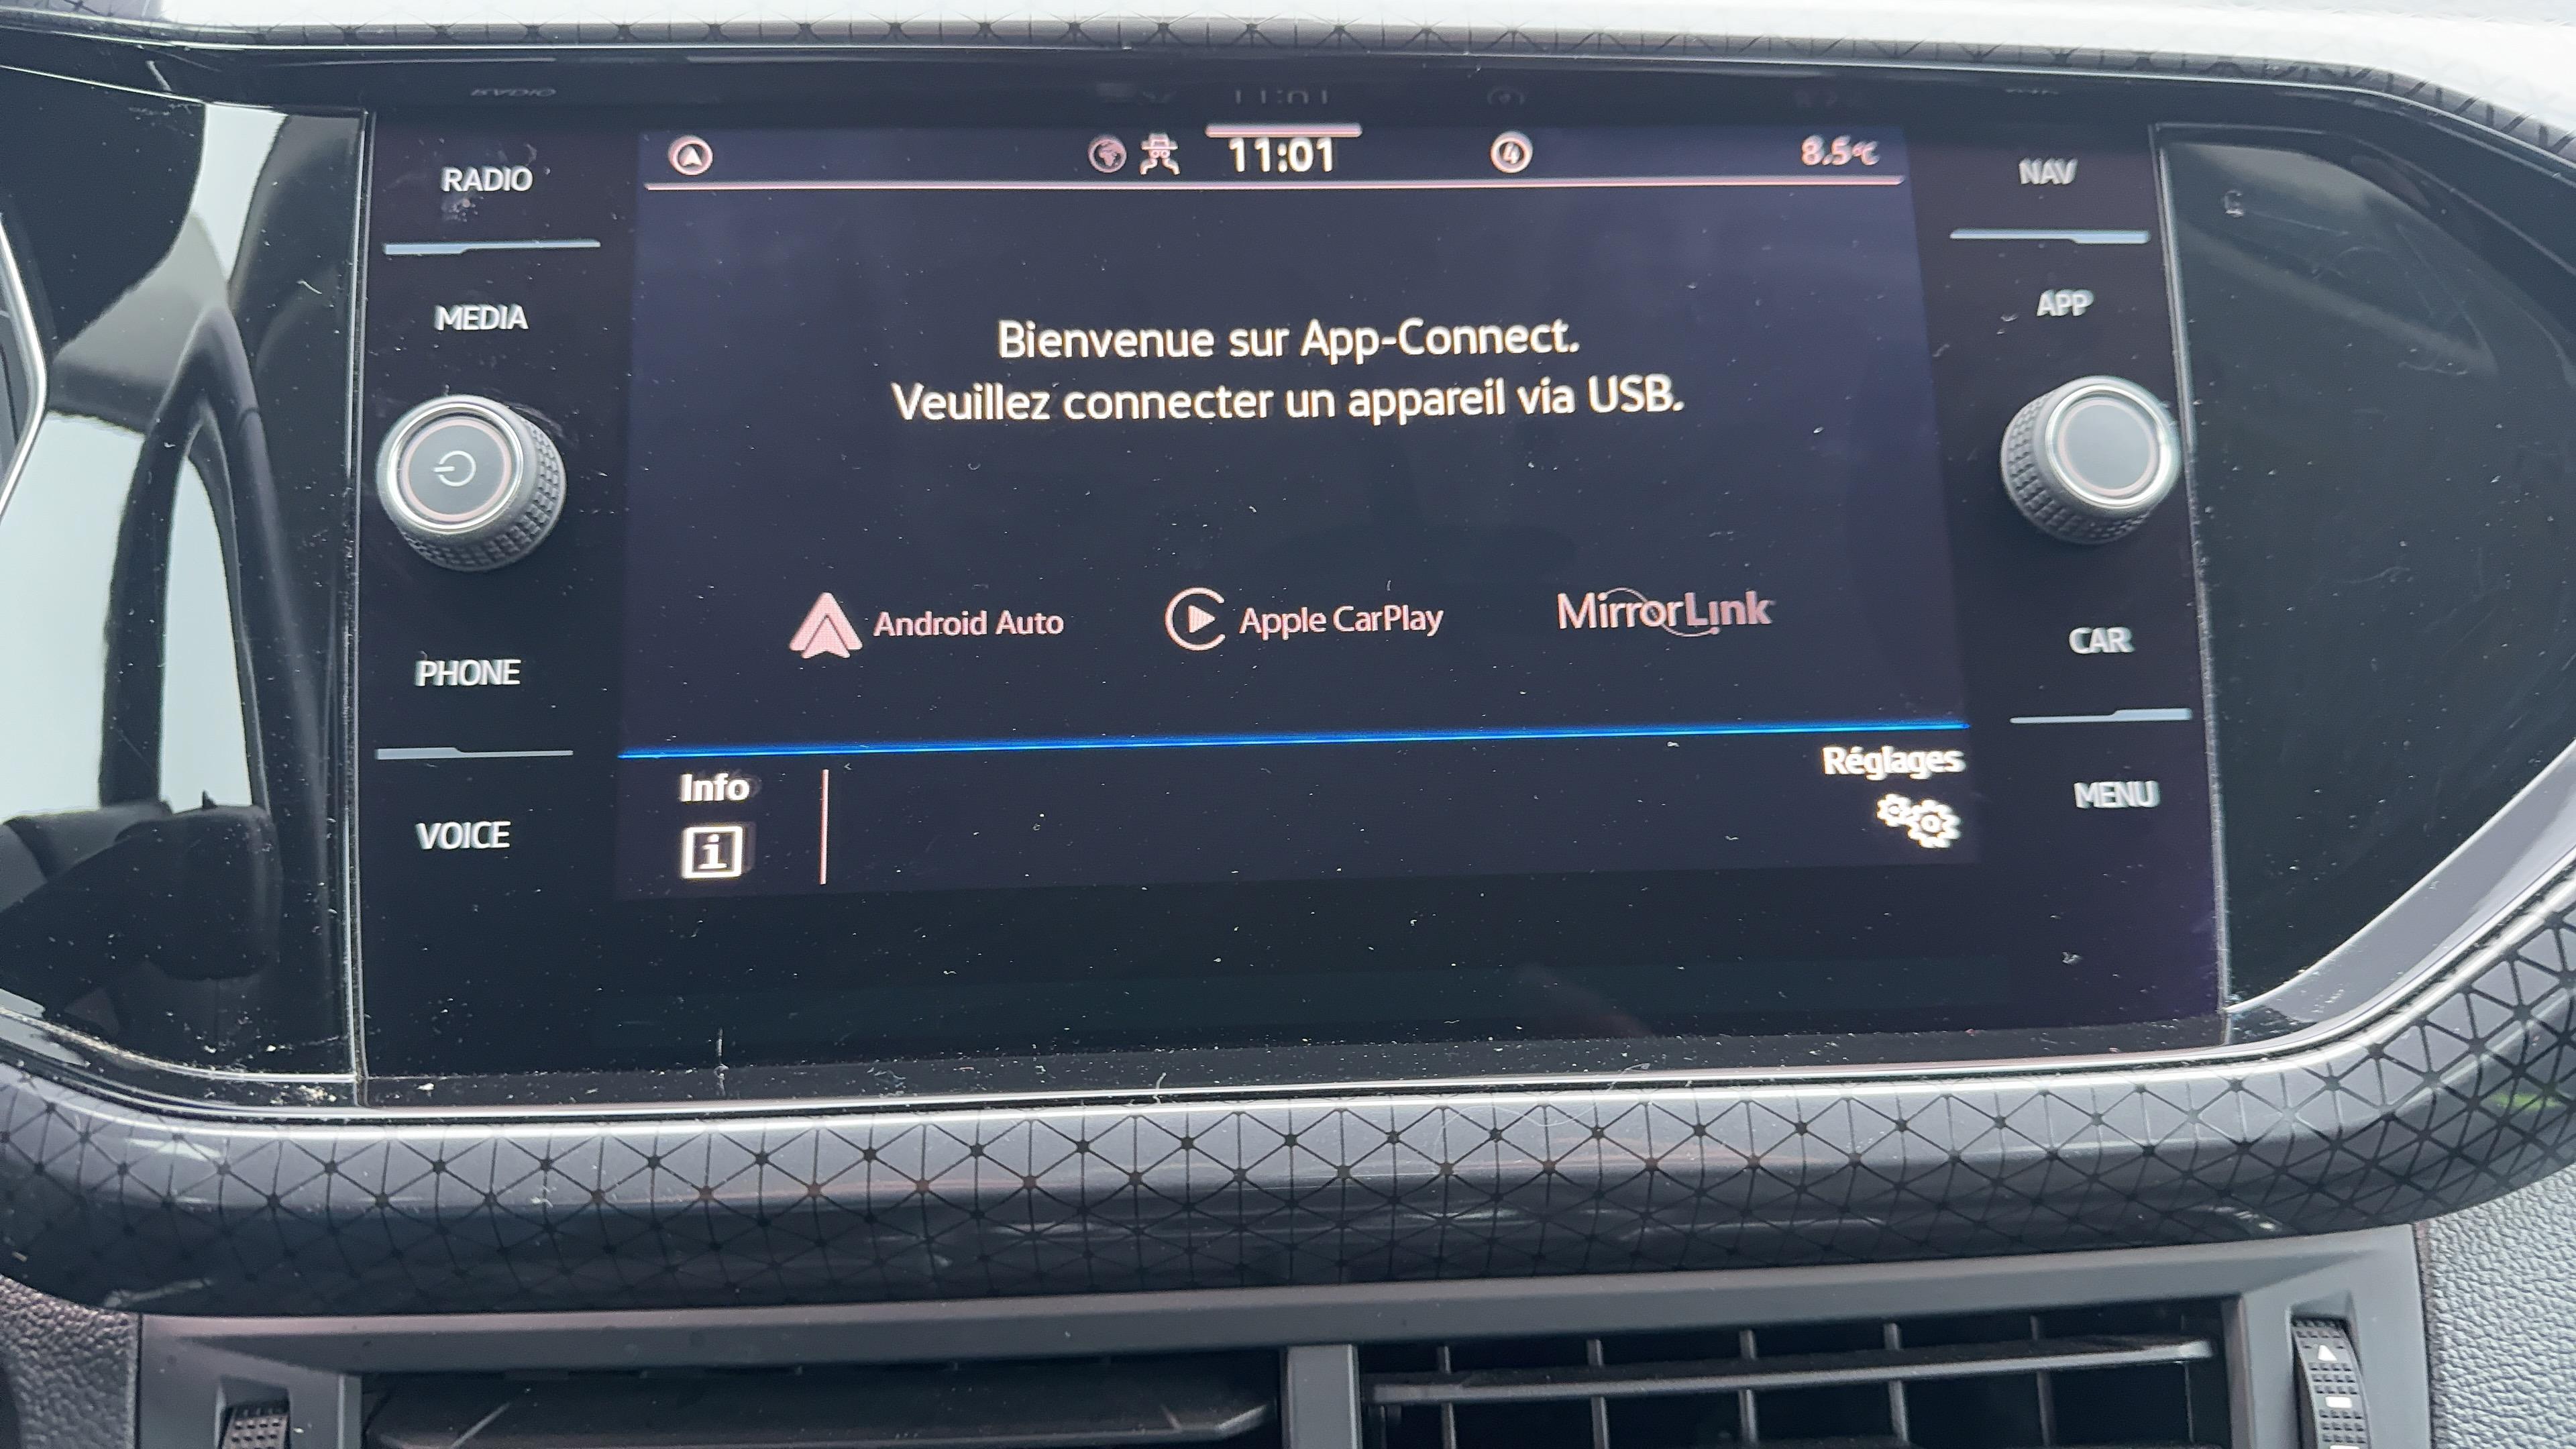 RADIO
MEDIA
PHONE
VOICE
11:01
4
8.5°C
Bienvenue sur App-Connect.
Veuillez connecter un appareil via USB.
Android Auto
Apple CarPlay
MirrorLink
Info
i
Réglages
NAV
APP
CAR
MENU